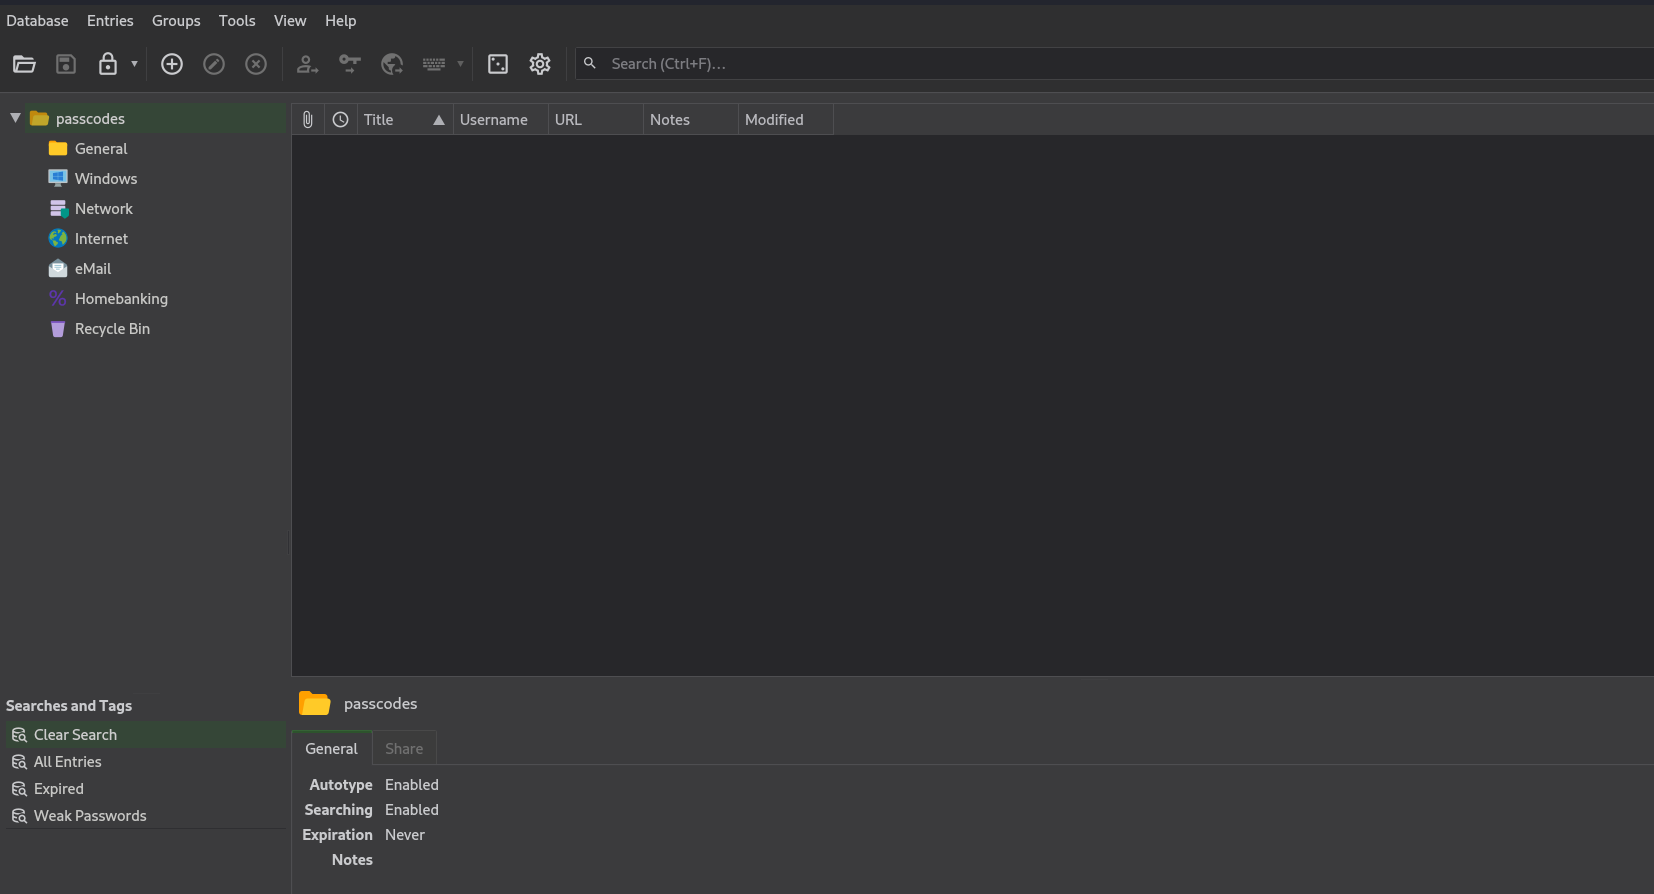 Database Entries Groups Tools View Help
Search (Ctrl+F)...
passcodes
General
Windows
Network
Internet
eMail
Homebanking
Recycle Bin
Title Username URL Notes Modified
Searches and Tags
Clear Search
All Entries
Expired
Weak Passwords
passcodes
General Share
Autotype Enabled
Searching Enabled
Expiration Never
Notes